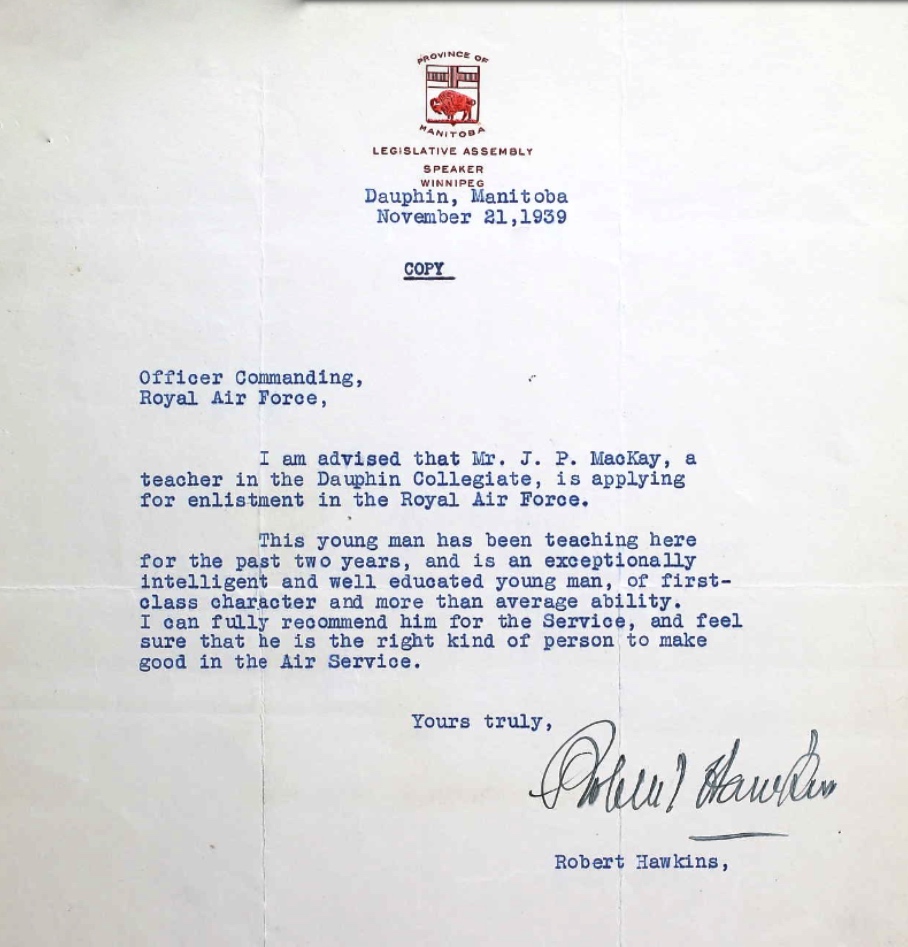 PROVINCE OF
MANITOBA
LEGISLATIVE ASSEMBLY
SPEAKER
WINNIPEG
Dauphin, Manitoba
November 21,1939
COPY
Officer Commanding,
Royal Air Force,
I am advised that Mr. J. P. MacKay, a
teacher in the Dauphin Collegiate, is applying
for enlistment in the Royal Air Force.
This young man has been teaching here
for the past two years, and is an exceptionally
intelligent and well educated young man, of first-
class character and more than average ability.
I can fully recommend him for the Service, and feel
sure that he is the right kind of person to make
good in the Air Service.
Yours truly,
Robert Hawkins
Robert Hawkins,